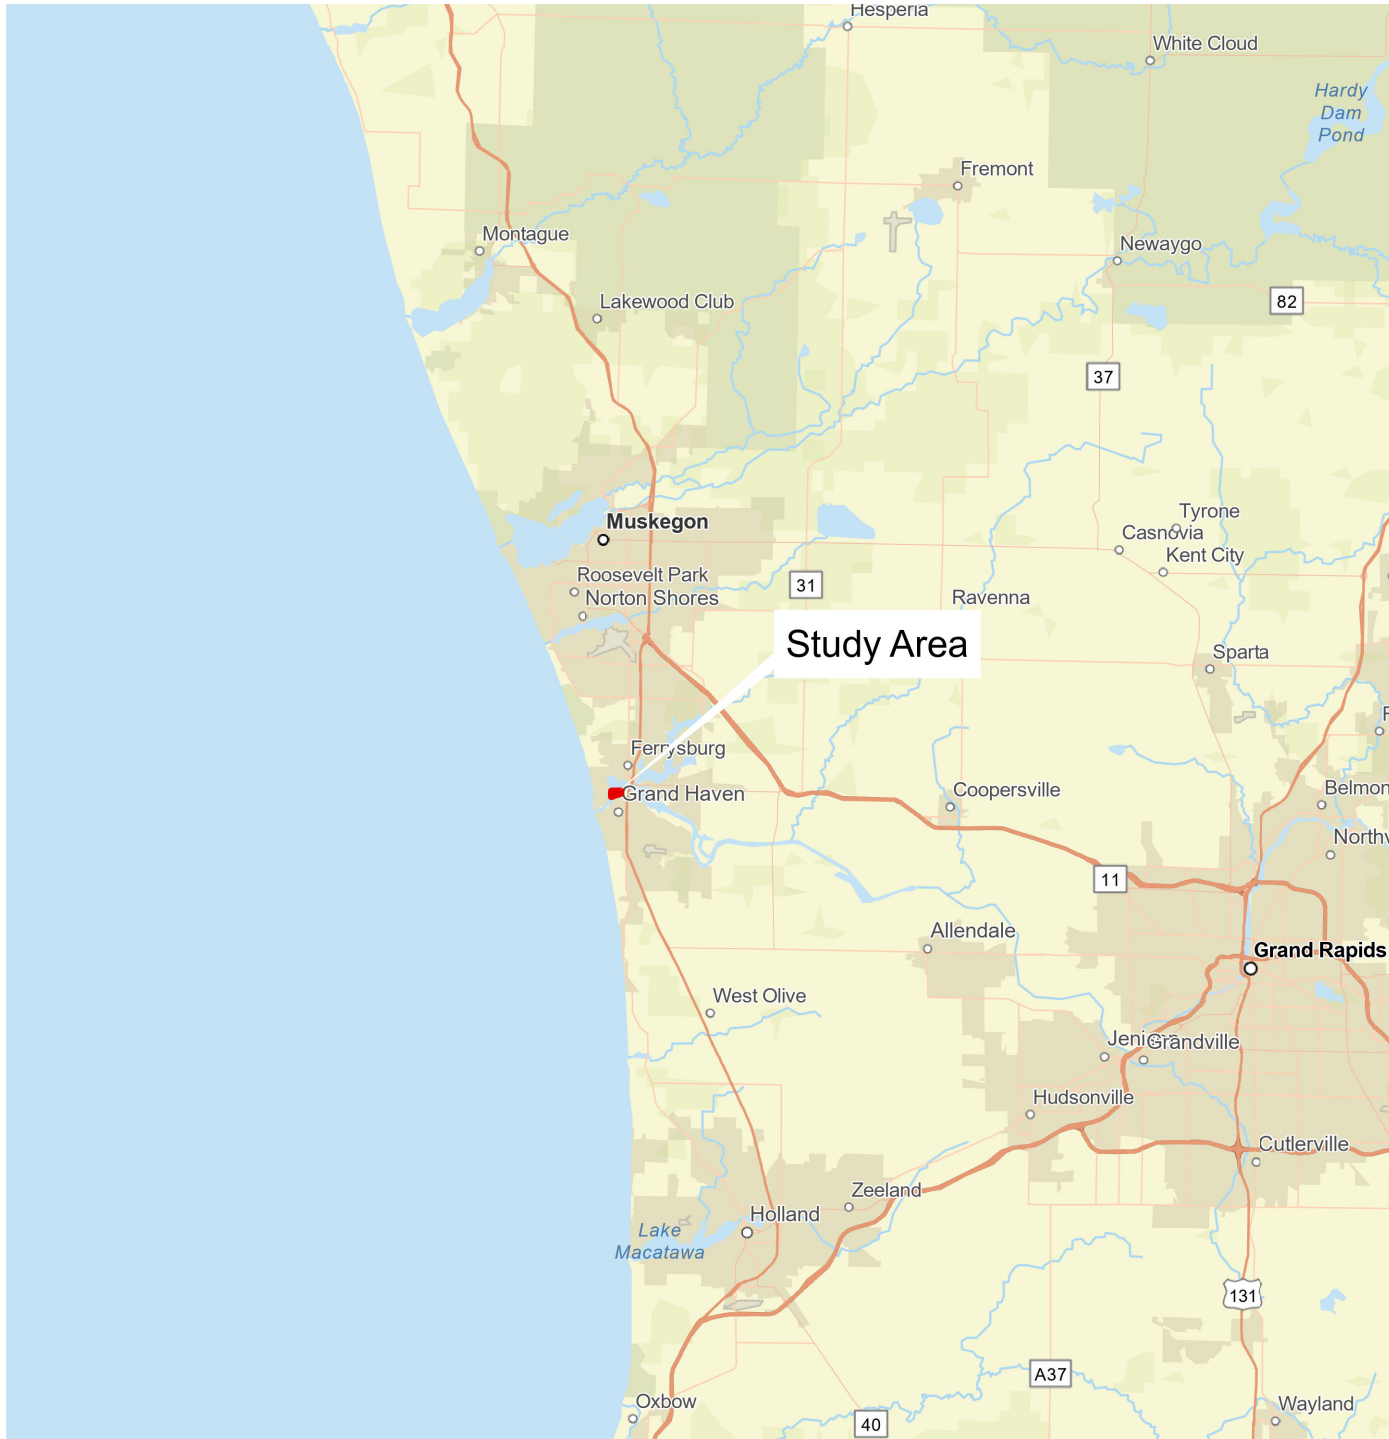 Hesperia
White Cloud
Hardy
Dam
Pond
Fremont
Montague
Newaygo
Lakewood Club
82
37
Muskegon
Tyrone
Casnovia
Kent City
Roosevelt Park
31
Norton Shores
Ravenna
Study Area
Sparta
Ferrysburg
Grand Haven
Coopersville
Belmon
Northv
11
Allendale
Grand Rapids
West Olive
Jenison
Grandville
Hudsonville
Cutlerville
Zeeland
Holland
Lake
Macatawa
131
A37
Oxbow
40
Wayland